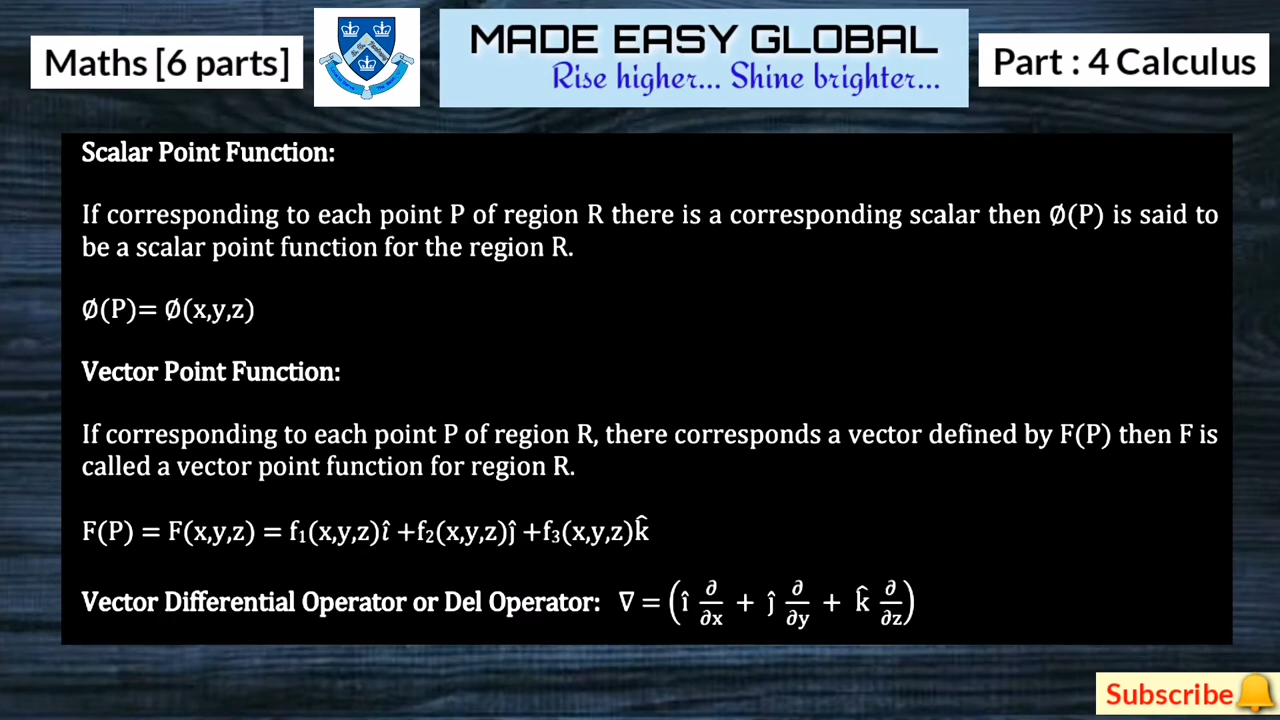 Maths [6 parts]
MADE EASY GLOBAL
Rise higher... Shine brighter...
Part : 4 Calculus
Scalar Point Function:
If corresponding to each point P of region R there is a corresponding scalar then Ø(P) is said to
be a scalar point function for the region R.
Ø(P)= Ø(x,y,z)
Vector Point Function:
If corresponding to each point P of region R, there corresponds a vector defined by F(P) then F is
called a vector point function for region R.
F(P) = F(x,y,z) = f₁(x,y,z)î +f₂(x,y,z)ĵ +f₃(x,y,z)k̂
Vector Differential Operator or Del Operator: ∇ = (î ∂/∂x + ĵ ∂/∂y + k̂ ∂/∂z)
Subscribe